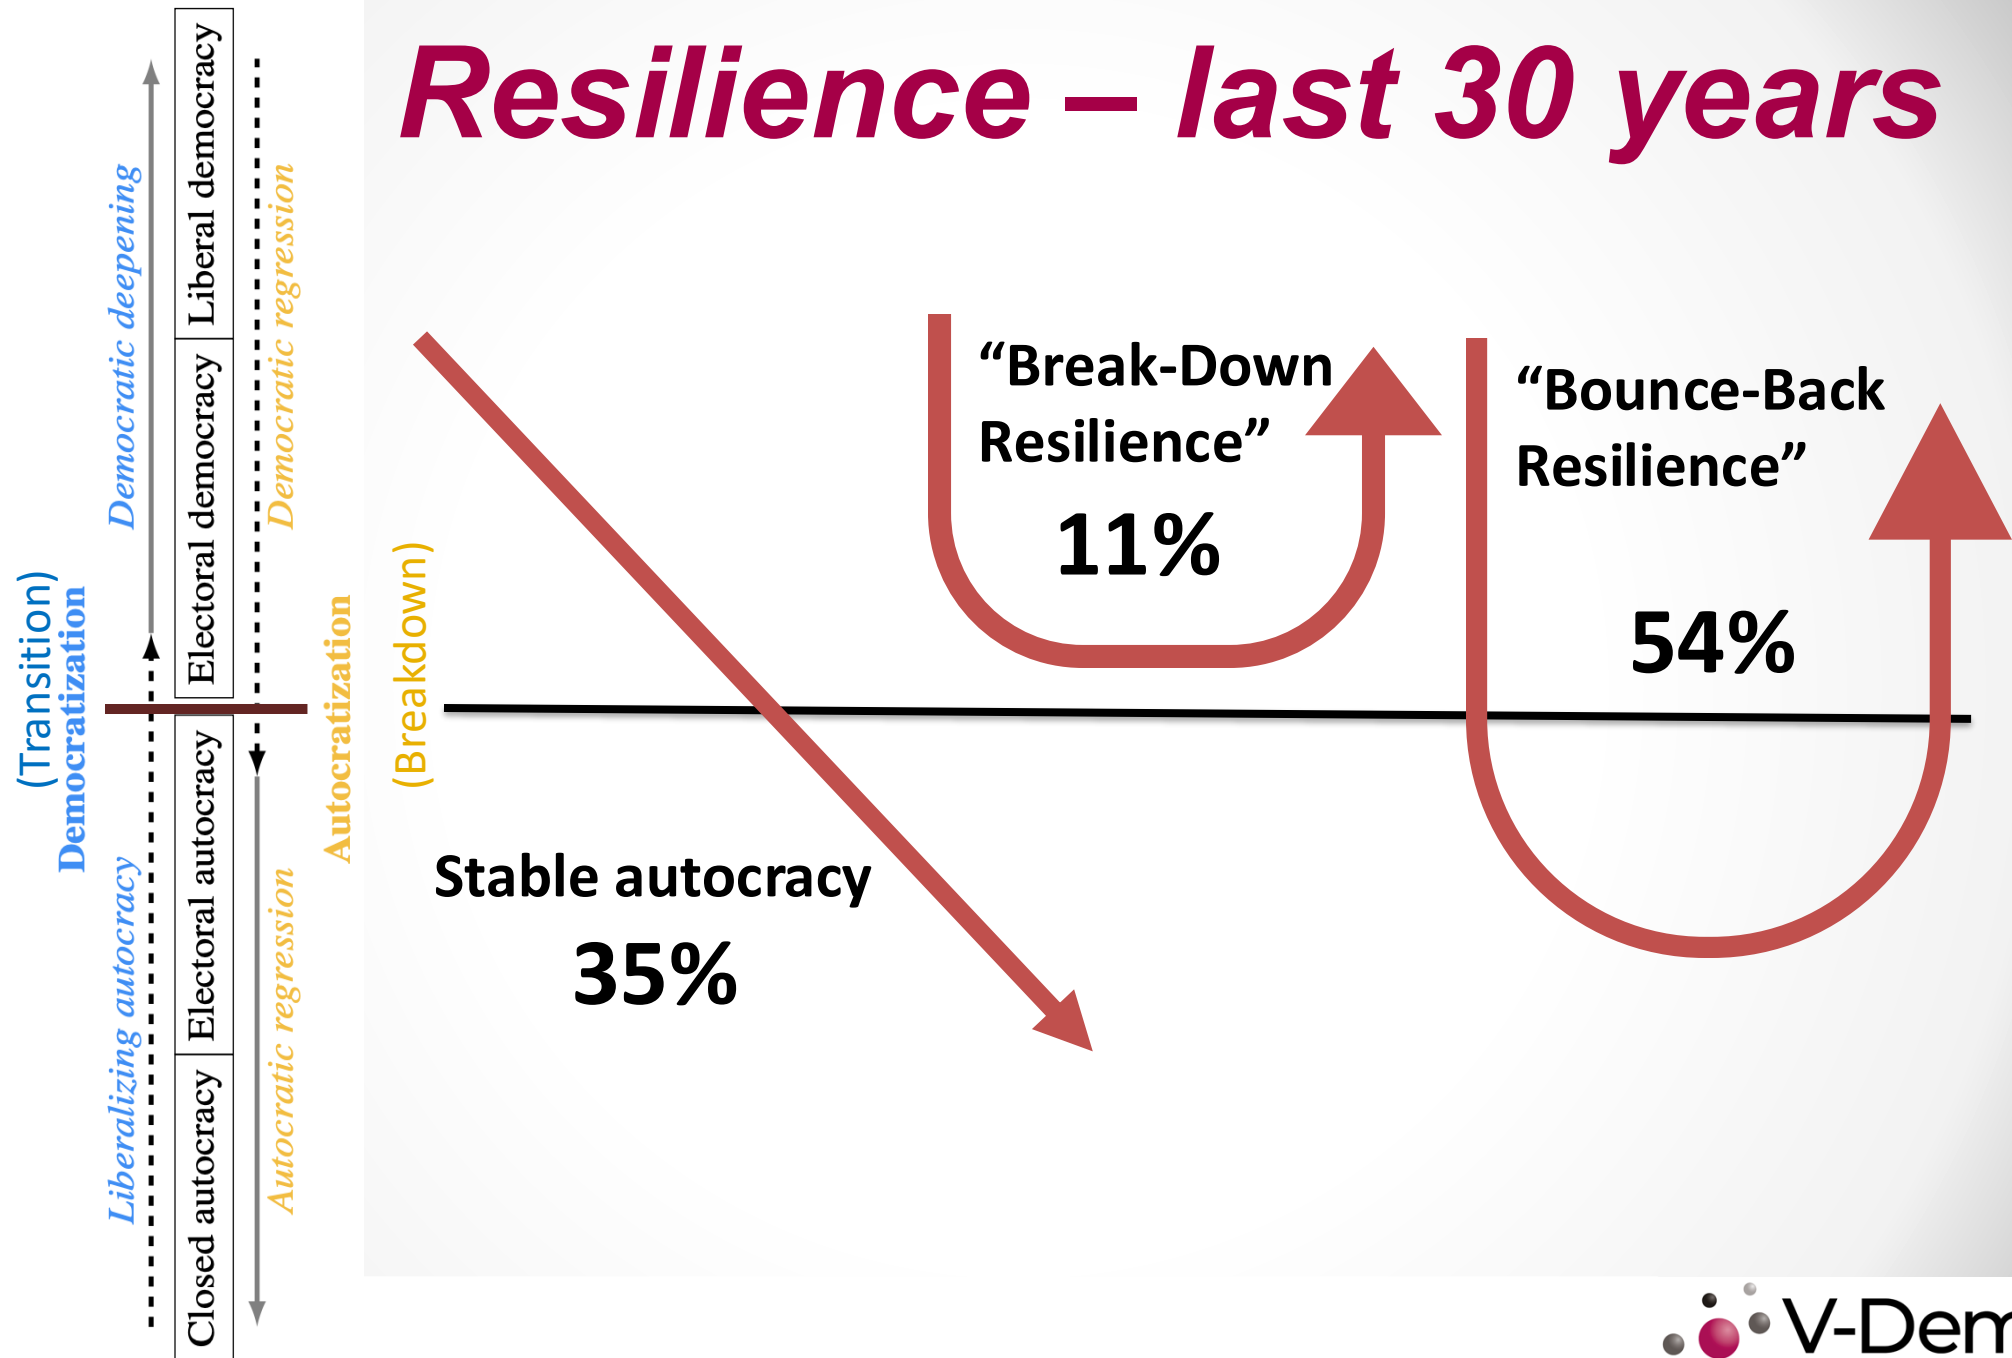 Resilience – last 30 years
(Transition)
Democratization
Democratic deepening
Liberalizing autocracy
Liberal democracy
Electoral democracy
Electoral autocracy
Closed autocracy
Democratic regression
Autocratic regression
Autocratization
(Breakdown)
Stable autocracy
35%
“Break-Down
Resilience”
11%
“Bounce-Back
Resilience”
54%
V-Dem